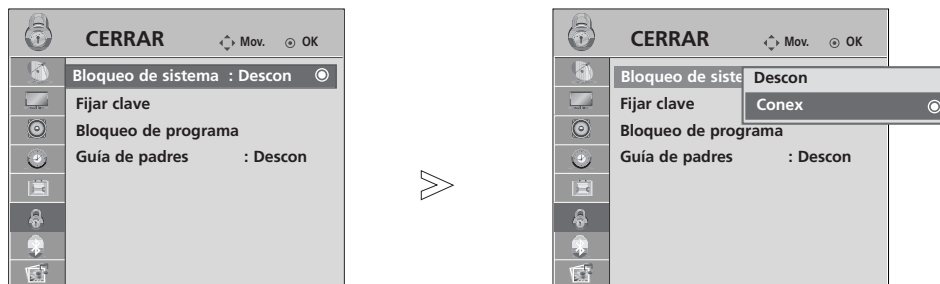 CERRAR Mov. OK
Bloqueo de sistema : Descon
Fijar clave
Bloqueo de programa
Guía de padres : Descon
CERRAR Mov. OK
Bloqueo de siste
Descon
Fijar clave
Conex
Bloqueo de programa
Guía de padres : Descon